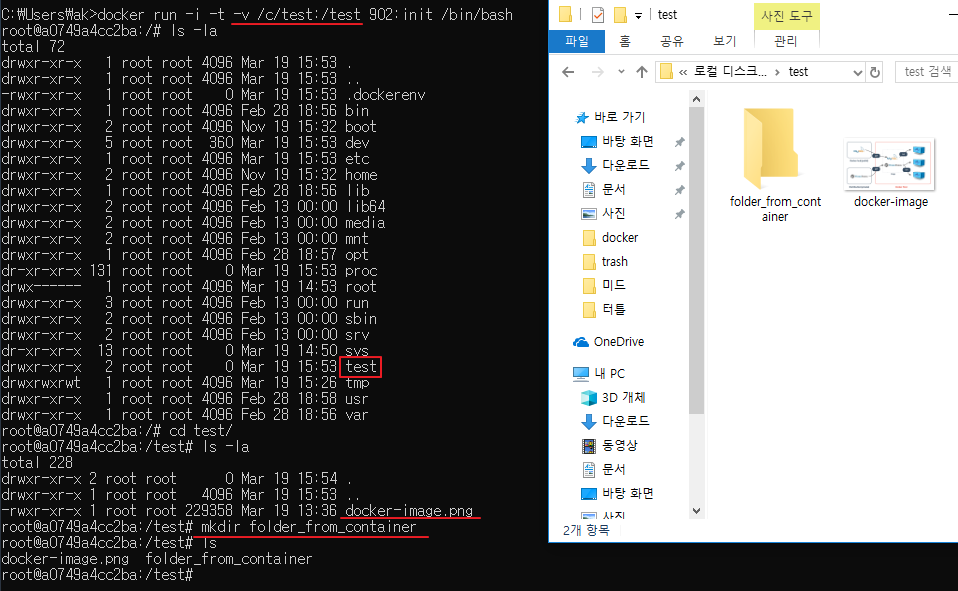 C:\Users\ak>docker run -i -t -v /c/test:/test 902:init /bin/bash
root@a0749a4cc2ba:/# ls -la
total 72
drwxr-xr-x   1 root root 4096 Mar 19 15:53 .
drwxr-xr-x   1 root root 4096 Mar 19 15:53 ..
-rwxr-xr-x   1 root root    0 Mar 19 15:53 .dockerenv
drwxr-xr-x   1 root root 4096 Feb 28 18:56 bin
drwxr-xr-x   2 root root 4096 Nov 19 15:32 boot
drwxr-xr-x   5 root root  360 Mar 19 15:53 dev
drwxr-xr-x   1 root root 4096 Mar 19 15:53 etc
drwxr-xr-x   2 root root 4096 Nov 19 15:32 home
drwxr-xr-x   1 root root 4096 Feb 28 18:56 lib
drwxr-xr-x   2 root root 4096 Feb 13 00:00 lib64
drwxr-xr-x   2 root root 4096 Feb 13 00:00 media
drwxr-xr-x   2 root root 4096 Feb 13 00:00 mnt
drwxr-xr-x   1 root root 4096 Feb 28 18:57 opt
dr-xr-xr-x 131 root root    0 Mar 19 15:53 proc
drwx------   1 root root 4096 Mar 19 14:53 root
drwxr-xr-x   3 root root 4096 Feb 13 00:00 run
drwxr-xr-x   2 root root 4096 Feb 13 00:00 sbin
drwxr-xr-x   2 root root 4096 Feb 13 00:00 srv
dr-xr-xr-x  13 root root    0 Mar 19 14:50 sys
drwxr-xr-x   2 root root    0 Mar 19 15:53 test
drwxrwxrwt   1 root root 4096 Mar 19 15:26 tmp
drwxr-xr-x   1 root root 4096 Feb 28 18:58 usr
drwxr-xr-x   1 root root 4096 Feb 28 18:56 var
root@a0749a4cc2ba:/# cd test/
root@a0749a4cc2ba:/test# ls -la
total 228
drwxr-xr-x 2 root root      0 Mar 19 15:54 .
drwxr-xr-x 1 root root   4096 Mar 19 15:53 ..
-rwxr-xr-x 1 root root 229358 Mar 19 13:36 docker-image.png
root@a0749a4cc2ba:/test# mkdir folder_from_container
root@a0749a4cc2ba:/test# ls
docker-image.png  folder_from_container
root@a0749a4cc2ba:/test#
test
사진 도구
파일 홈 공유 보기 관리
« 로컬 디스크... › test
test 검색
바로 가기
바탕 화면
다운로드
문서
사진
docker
trash
미드
터틀
OneDrive
내 PC
3D 개체
다운로드
동영상
문서
바탕 화면
사진
folder_from_cont
ainer
docker-image
2개 항목